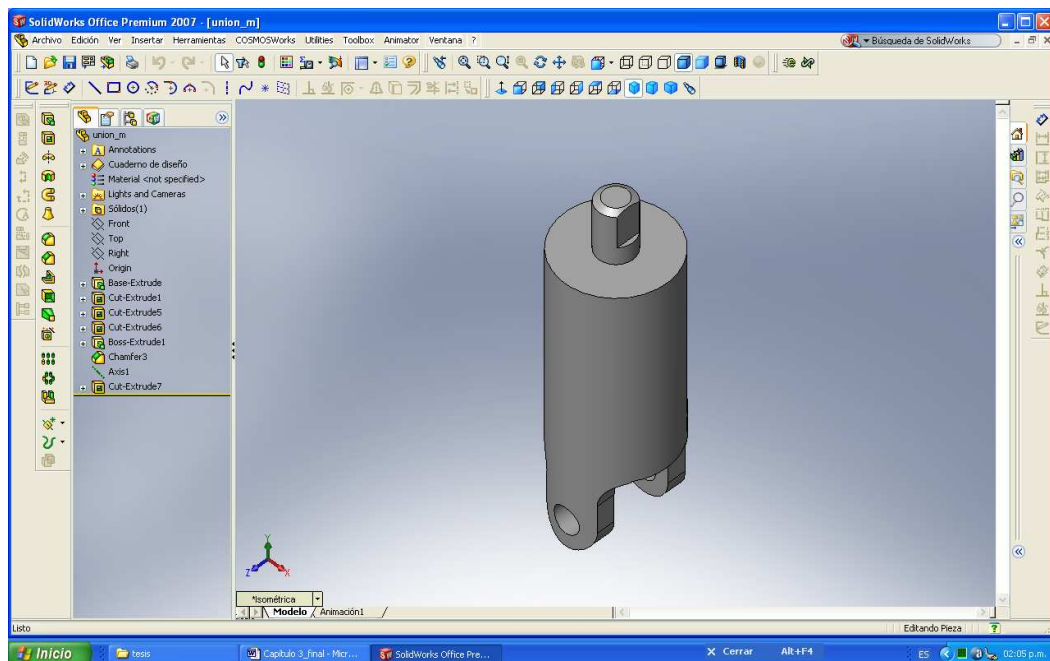 SolidWorks Office Premium 2007 - [union_m]
Archivo Edición Ver Insertar Herramientas COSMOSWorks Utilities Toolbox Animator Ventana ?
Búsqueda de SolidWorks
union_m
Annotations
Cuaderno de diseño
Material <not specified>
Lights and Cameras
Sólidos(1)
Front
Top
Right
Origin
Base-Extrude
Cut-Extrude1
Cut-Extrude5
Cut-Extrude6
Boss-Extrude1
Chamfer3
Axis1
Cut-Extrude7
Y
Z
X
*Isométrica
Modelo Animación1
Listo
Editando Pieza
Inicio tesis Capitulo 3_final - Micr... SolidWorks Office Pre... X Cerrar Alt+F4 ES 02:05 p.m.